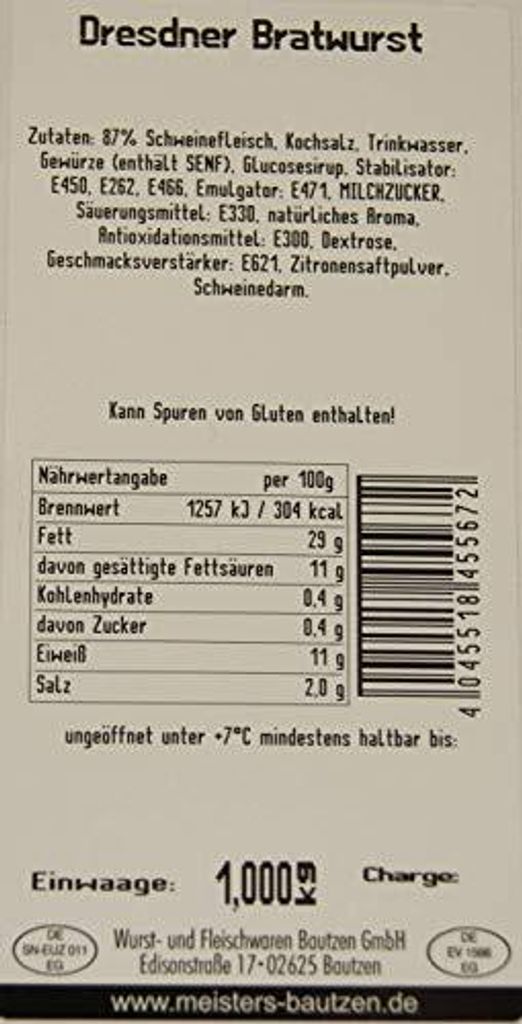 Dresdner Bratwurst
Zutaten: 87% Schweinefleisch, Kochsalz, Trinkwasser,
Gewürze (enthält SENF), Glucosesirup, Stabilisator:
E450, E262, E466, Emulgator: E471, MILCHZUCKER,
Säuerungsmittel: E330, natürliches Aroma,
Antioxidationsmittel: E300, Dextrose,
Geschmacksverstärker: E621, Zitronensaftpulver,
Schweinedarm.
Kann Spuren von Gluten enthalten!
Nährwertangabe per 100g
Brennwert 1257 kJ / 304 kcal
Fett 29 g
davon gesättigte Fettsäuren 11 g
Kohlenhydrate 0,4 g
davon Zucker 0,4 g
Eiweiß 11 g
Salz 2,0 g
4 045518 455672
ungeöffnet unter +7°C mindestens haltbar bis:
Einwaage: 1,000 kg Charge:
DE
SN-EUZ 011
EG
Wurst- und Fleischwaren Bautzen GmbH
Edisonstraße 17 · 02625 Bautzen
DE
EV
EG
www.meisters-bautzen.de